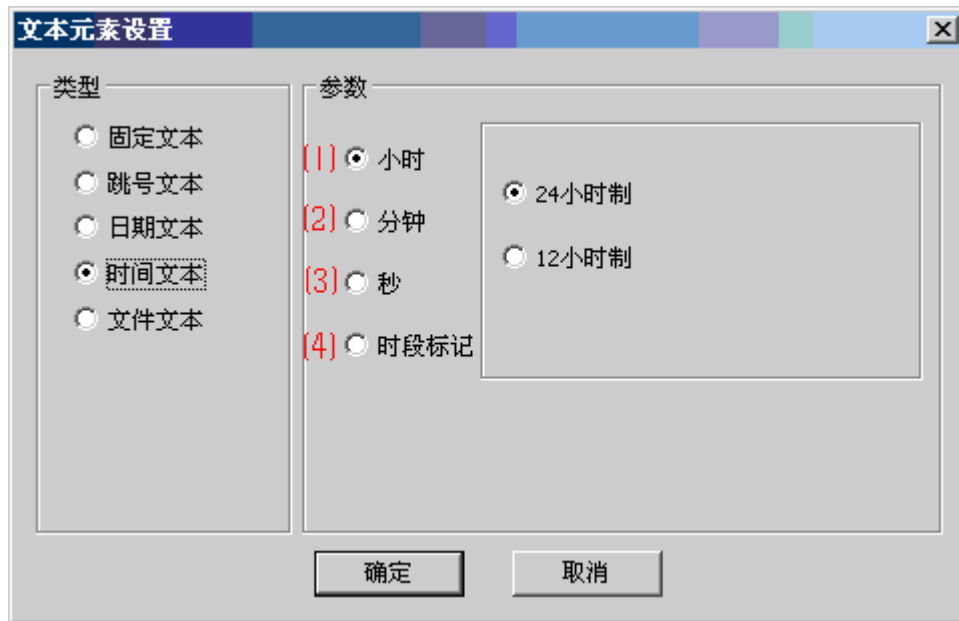 文本元素设置
类型
固定文本
跳号文本
日期文本
时间文本
文件文本
参数
(1) 小时
(2) 分钟
(3) 秒
(4) 时段标记
24小时制
12小时制
确定
取消